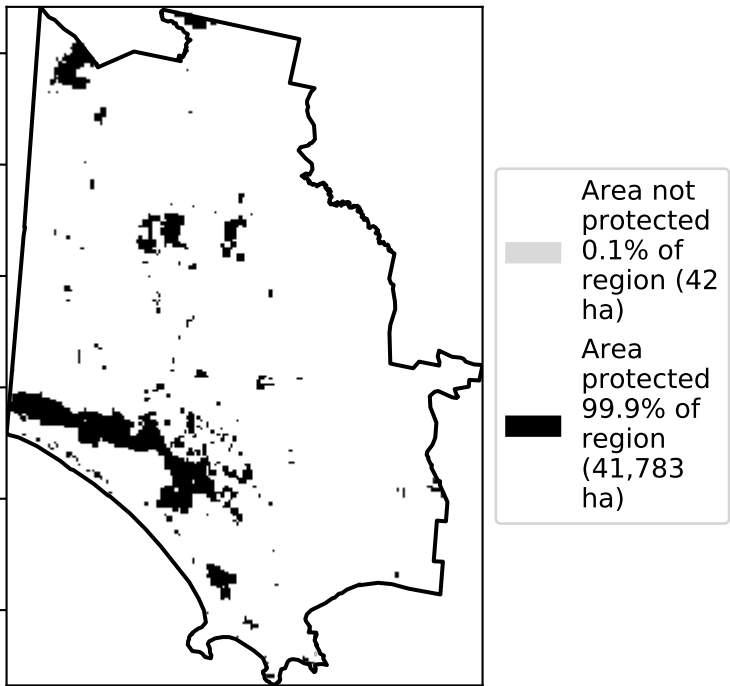 Area not
protected
0.1% of
region (42
ha)
Area
protected
99.9% of
region
(41,783
ha)